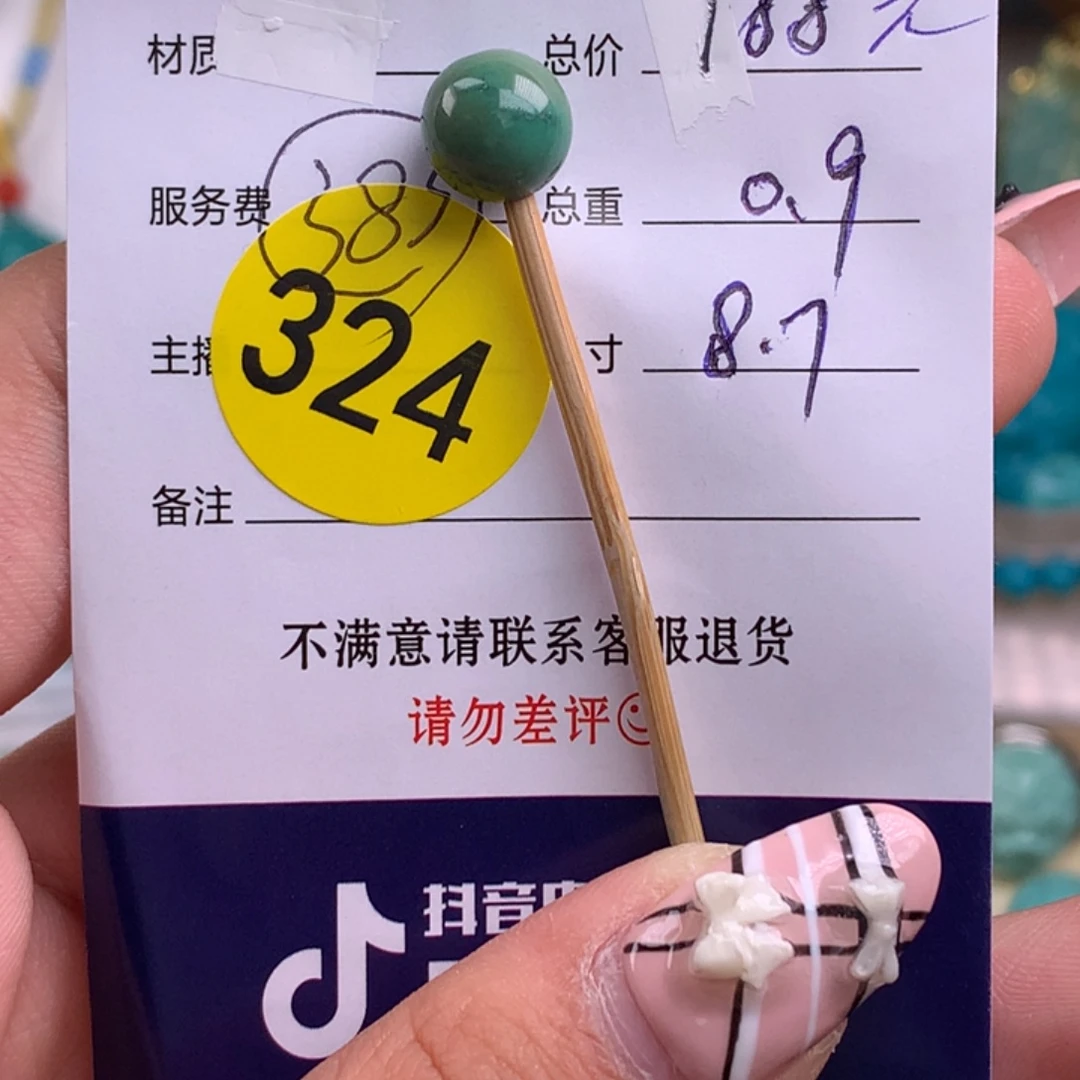 材质 总价 188元
服务费 385 总重 0.9
主播 寸 8.7
324
备注
不满意请联系客服退货
请勿差评
抖音